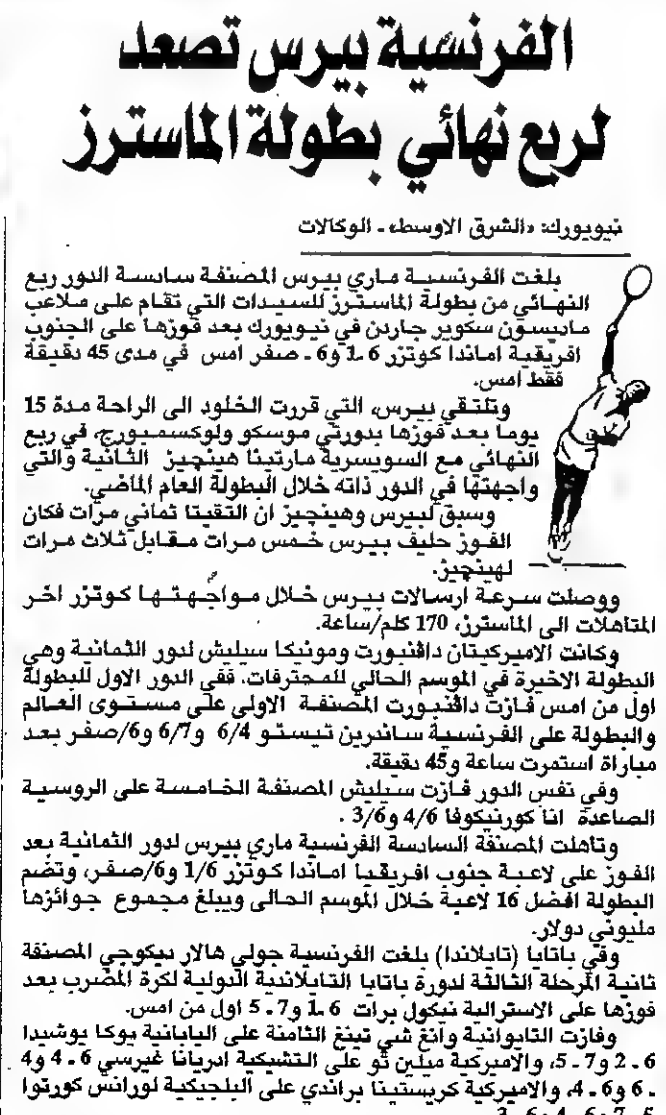 الفرنسية بيرس تصعد
لربع نهائي بطولة الماسترز
نيويورك: «الشرق الاوسط» - الوكالات
بلغت الفرنسية ماري بيرس المصنفة سادسة الدور ربع
النهائي من بطولة الماسترز للسيدات التي تقام على ملاعب
ماديسون سكوير جاردن في نيويورك بعد فوزها على الجنوب
افريقية اماندا كوتزر 6ـ1 و6 ـ صفر امس في مدى 45 دقيقة
فقط امس.
وتلتقي بيرس، التي قررت الخلود الى الراحة مدة 15
يوما بعد فوزها بدورتي موسكو ولوكسمبورج، في ربع
النهائي مع السويسرية مارتينا هينجيز الثانية والتي
واجهتها في الدور ذاته خلال البطولة العام الماضي.
وسبق لبيرس وهينجيز ان التقيتا ثماني مرات فكان
الفوز حليف بيرس خمس مرات مقابل ثلاث مرات
لهينجيز.
ووصلت سرعة ارسالات بيرس خلال مواجهتها كوتزر اخر
المتاهلات الى الماسترز، 170 كلم/ساعة.
وكانت الاميركيتان دافنبورت ومونيكا سيليش لدور الثمانية وهي
البطولة الاخيرة في الموسم الحالي للمحترفات. ففي الدور الاول للبطولة
اول من امس فازت دافنبورت المصنفة الاولى على مستوى العالم
والبطولة على الفرنسية ساندرين تيستو 6/4 و6/7 و6/صفر بعد
مباراة استمرت ساعة و45 دقيقة.
وفي نفس الدور فازت سيليش المصنفة الخامسة على الروسية
الصاعدة انا كورنيكوفا 4/6 و3/6 .
وتاهلت المصنفة السادسة الفرنسية ماري بيرس لدور الثمانية بعد
الفوز على لاعبة جنوب افريقيا اماندا كوتزر 1/6 و6/صفر، وتضم
البطولة افضل 16 لاعبة خلال الموسم الحالى ويبلغ مجموع جوائزها
مليوني دولار.
وفي باتايا (تايلاندا) بلغت الفرنسية جولي هالار ديكوجي المصنفة
ثانية المرحلة الثالثة لدورة باتايا التايلاندية الدولية لكرة المضرب بعد
فوزها على الاسترالية نيكول برات 6ـ1 و7 ـ 5 اول من امس.
وفازت التايوانية وانغ شي تينغ الثامنة على اليابانية يوكا يوشيدا
6 ـ 2 و7 ـ 5، والاميركية ميلين تو على التشيكية ادريانا غيرسي 6 ـ 4 و4
ـ 6 و6 ـ 4، والاميركية كريستينا براندي على البلجيكية لورانس كورتوا